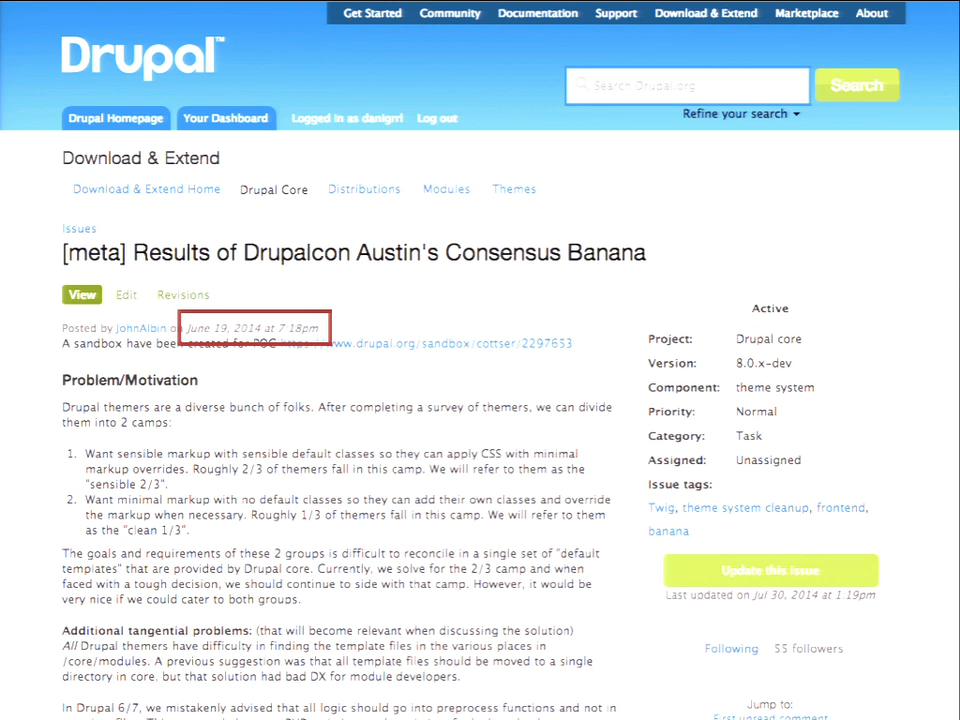 Get Started Community Documentation Support Download & Extend Marketplace About
Drupal™
Search Drupal.org Search
Refine your search
Drupal Homepage Your Dashboard Logged in as danigrrl Log out
Download & Extend
Download & Extend Home Drupal Core Distributions Modules Themes
Issues
[meta] Results of Drupalcon Austin's Consensus Banana
View Edit Revisions
Posted by JohnAlbin on June 19, 2014 at 7:18pm
A sandbox have been created for POC https://www.drupal.org/sandbox/cottser/2297653
Problem/Motivation
Drupal themers are a diverse bunch of folks. After completing a survey of themers, we can divide
them into 2 camps:
1. Want sensible markup with sensible default classes so they can apply CSS with minimal
markup overrides. Roughly 2/3 of themers fall in this camp. We will refer to them as the
"sensible 2/3".
2. Want minimal markup with no default classes so they can add their own classes and override
the markup when necessary. Roughly 1/3 of themers fall in this camp. We will refer to them
as the "clean 1/3".
The goals and requirements of these 2 groups is difficult to reconcile in a single set of "default
templates" that are provided by Drupal core. Currently, we solve for the 2/3 camp and when
faced with a tough decision, we should continue to side with that camp. However, it would be
very nice if we could cater to both groups.
Additional tangential problems: (that will become relevant when discussing the solution)
All Drupal themers have difficulty in finding the template files in the various places in
/core/modules. A previous suggestion was that all template files should be moved to a single
directory in core, but that solution had bad DX for module developers.
In Drupal 6/7, we mistakenly advised that all logic should go into preprocess functions and not in
Active
Project: Drupal core
Version: 8.0.x-dev
Component: theme system
Priority: Normal
Category: Task
Assigned: Unassigned
Issue tags:
Twig, theme system cleanup, frontend,
banana
Update this issue
Last updated on Jul 30, 2014 at 1:19pm
Following 55 followers
Jump to:
First unread comment